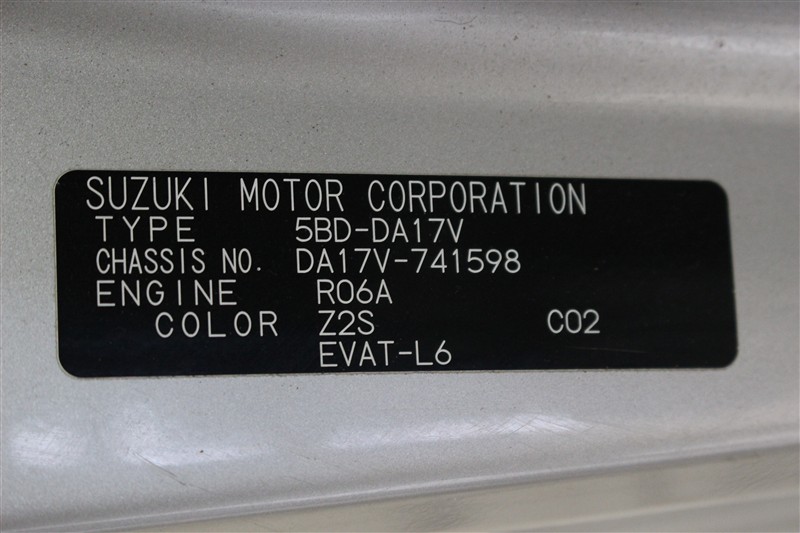 SUZUKI MOTOR CORPORATION
TYPE 5BD-DA17V
CHASSIS NO. DA17V-741598
ENGINE R06A
COLOR Z2S C02
EVAT-L6